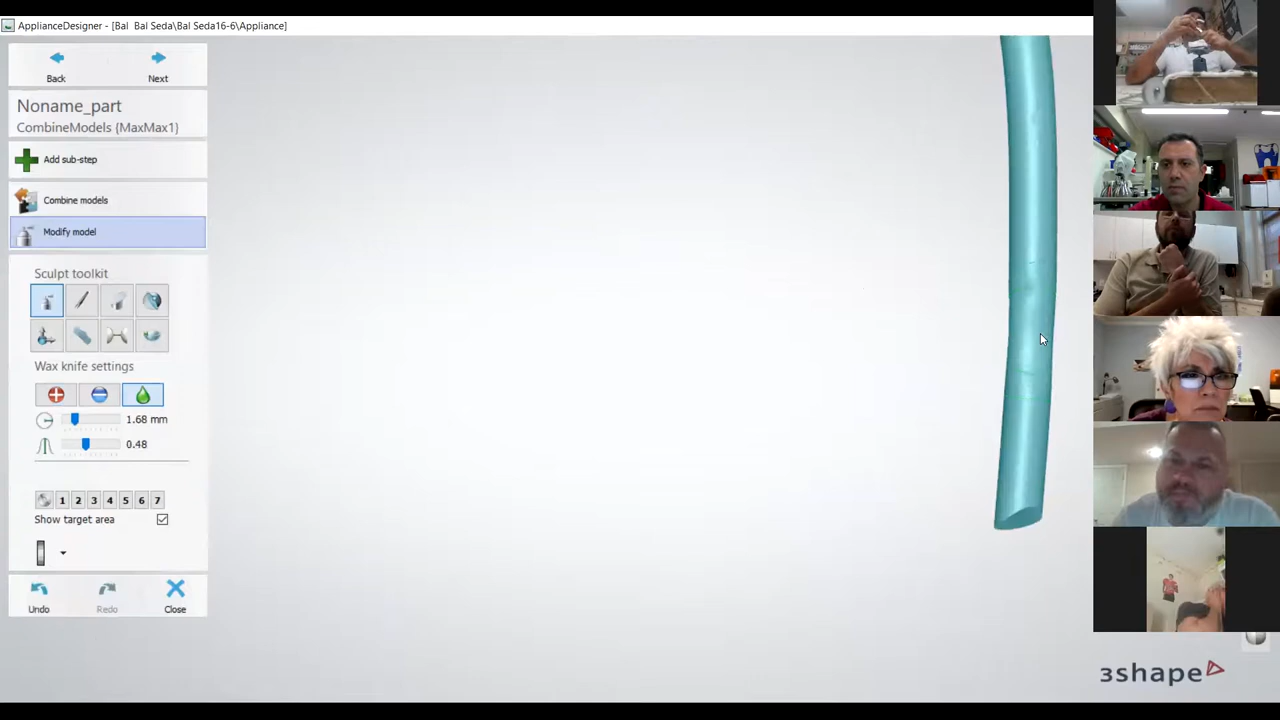 ApplianceDesigner - [Bal Bal Seda\Bal Seda16-6\Appliance]
Back Next
Noname_part
CombineModels {MaxMax1}
Add sub-step
Combine models
Modify model
Sculpt toolkit
Wax knife settings
1.68 mm
0.48
1 2 3 4 5 6 7
Show target area
Undo Redo Close
3shape